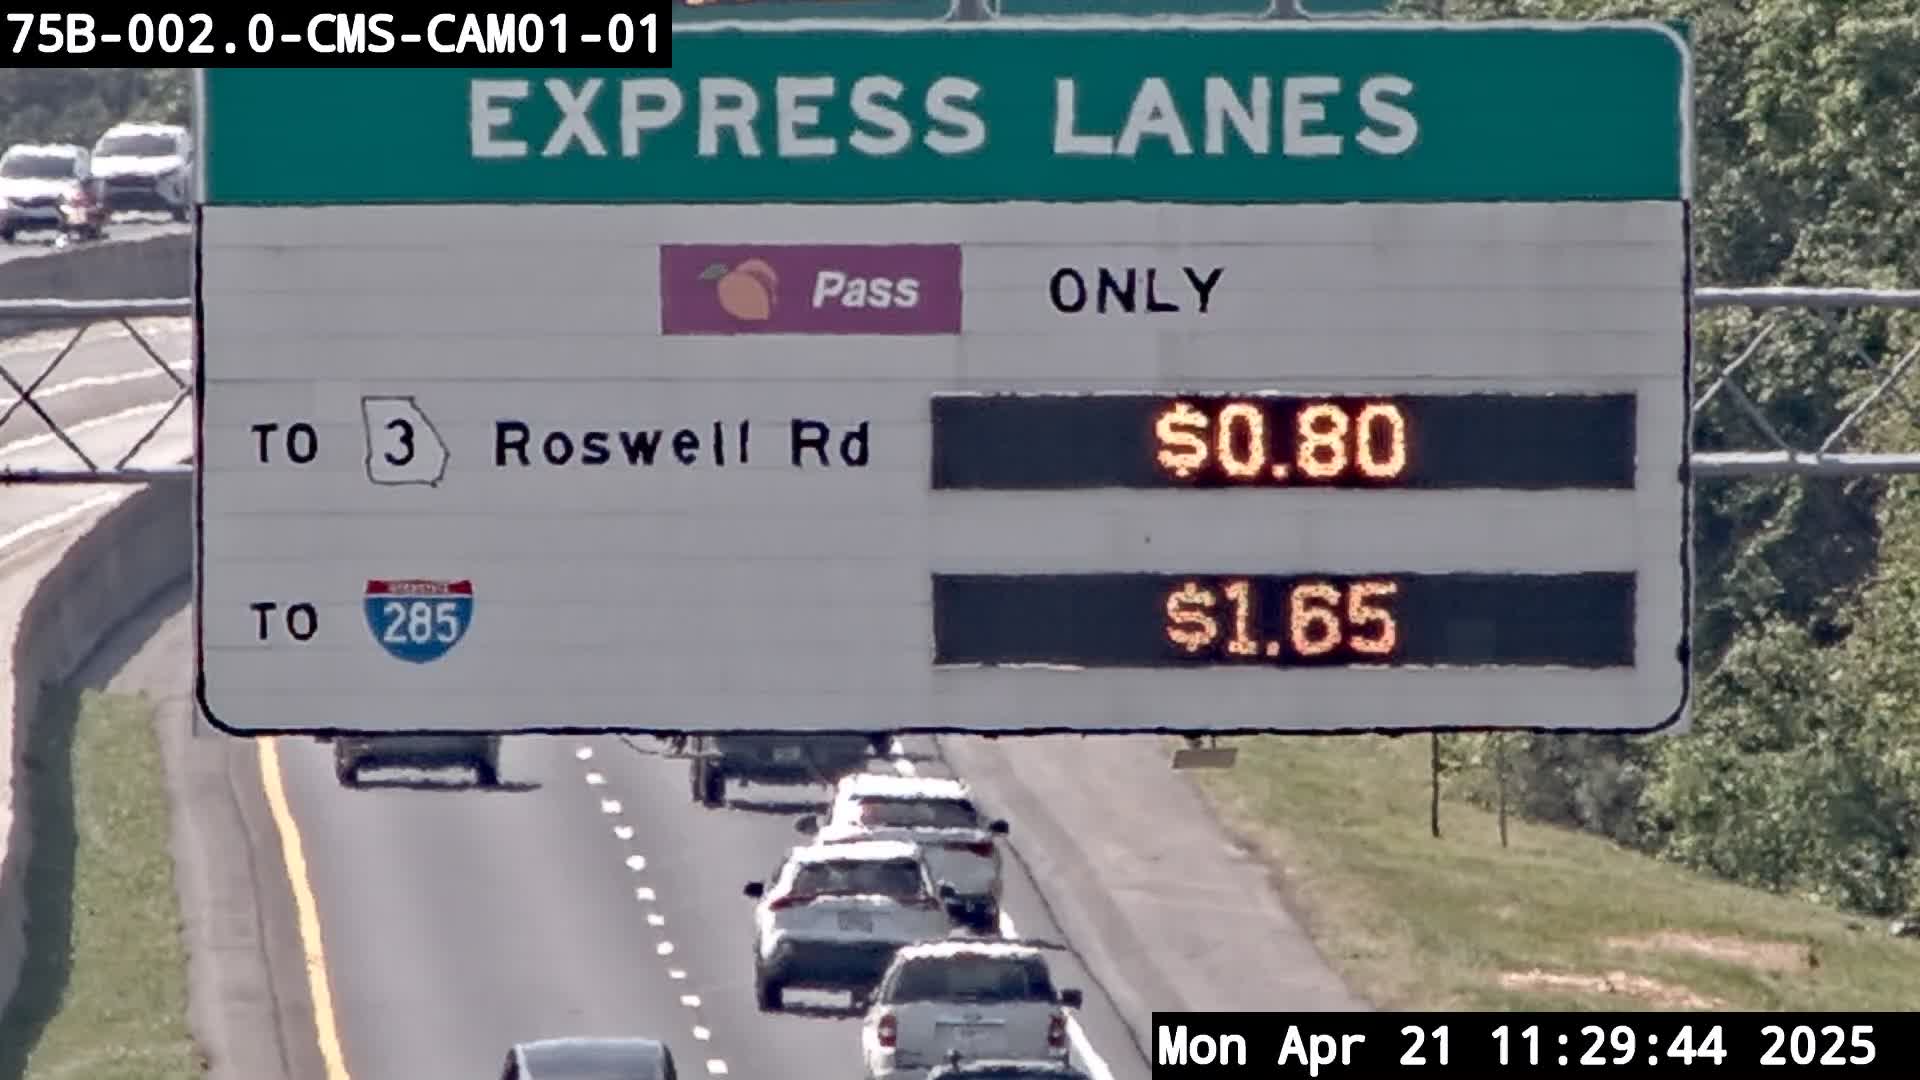 75B-002.0-CMS-CAM01-01
EXPRESS LANES
Pass ONLY
TO 3 Roswell Rd $0.80
TO INTERSTATE 285 $1.65
Mon Apr 21 11:29:44 2025